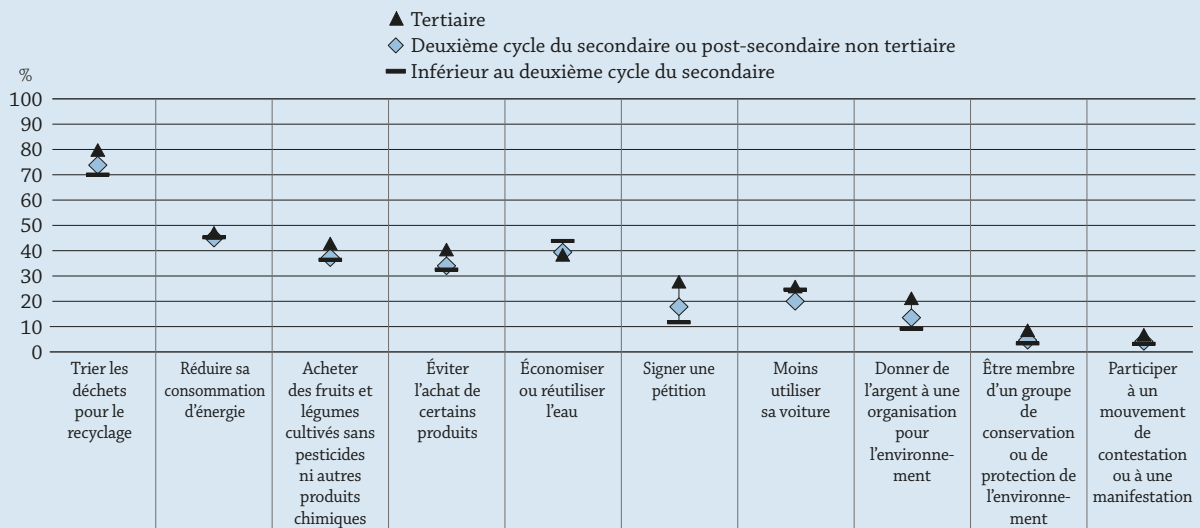 Tertiaire
Deuxième cycle du secondaire ou post-secondaire non tertiaire
Inférieur au deuxième cycle du secondaire
%
100
90
80
70
60
50
40
30
20
10
0
Trier les
déchets
pour le
recyclage
Réduire sa
consommation
d'énergie
Acheter
des fruits et
légumes
cultivés sans
pesticides
ni autres
produits
chimiques
Éviter
l'achat de
certains
produits
Économiser
ou réutiliser
l'eau
Signer une
pétition
Moins
utiliser
sa voiture
Donner de
l'argent à une
organisation
pour
l'environne-
ment
Être membre
d'un groupe
de
conservation
ou de
protection de
l'environne-
ment
Participer
à un
mouvement
de
contestation
ou à une
manifestation